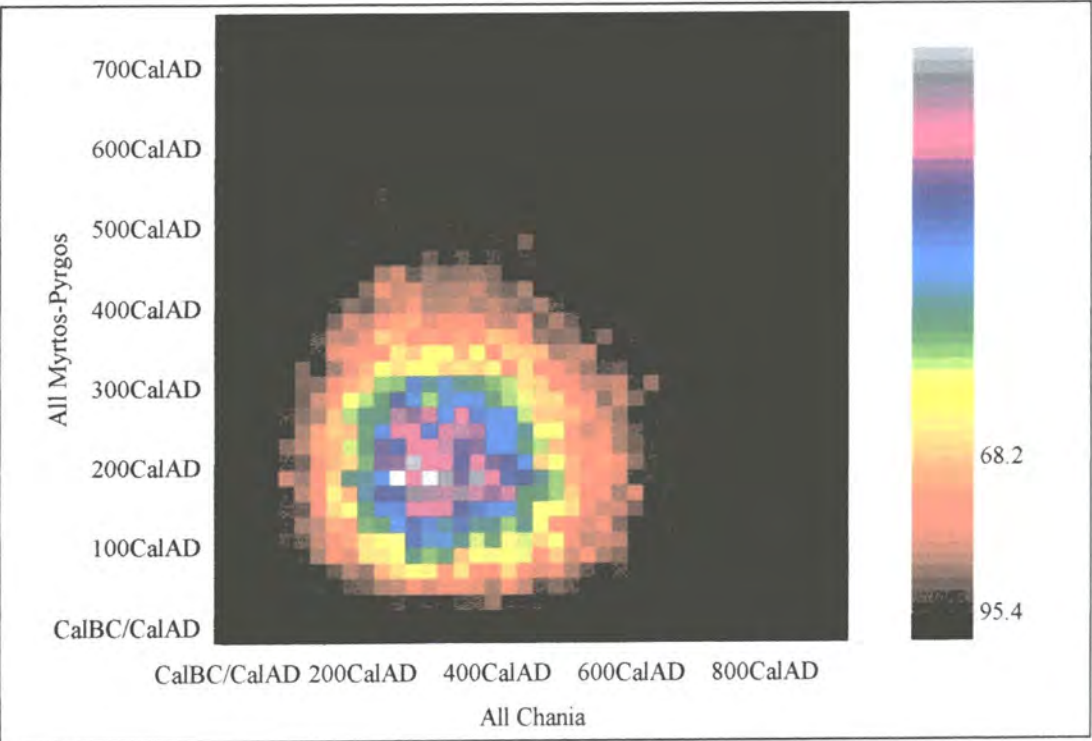 700CalAD
600CalAD
500CalAD
400CalAD
300CalAD
200CalAD
100CalAD
CalBC/CalAD
All Myrtos-Pyrgos
CalBC/CalAD 200CalAD 400CalAD 600CalAD 800CalAD
All Chania
68.2
95.4